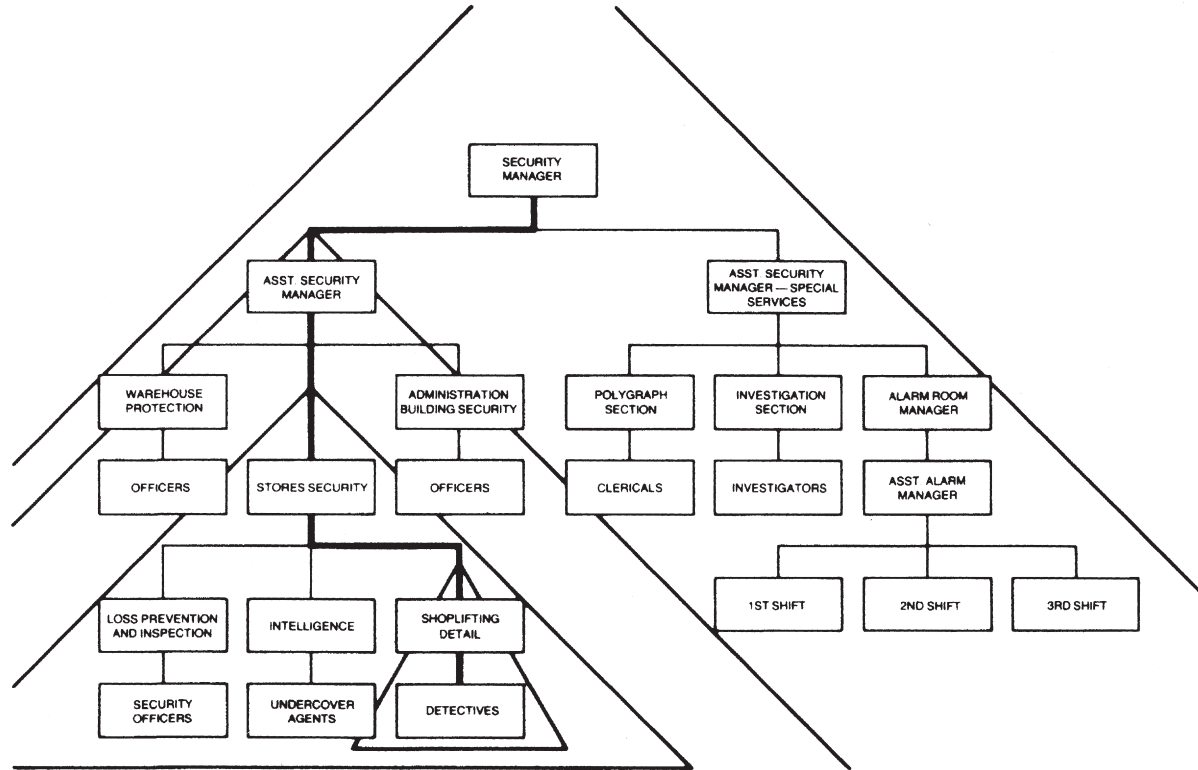 SECURITY
MANAGER
ASST. SECURITY
MANAGER
ASST. SECURITY
MANAGER — SPECIAL
SERVICES
WAREHOUSE
PROTECTION
ADMINISTRATION
BUILDING SECURITY
POLYGRAPH
SECTION
INVESTIGATION
SECTION
ALARM ROOM
MANAGER
OFFICERS
STORES SECURITY
OFFICERS
CLERICALS
INVESTIGATORS
ASST. ALARM
MANAGER
LOSS PREVENTION
AND INSPECTION
INTELLIGENCE
SHOPLIFTING
DETAIL
1ST SHIFT
2ND SHIFT
3RD SHIFT
SECURITY
OFFICERS
UNDERCOVER
AGENTS
DETECTIVES